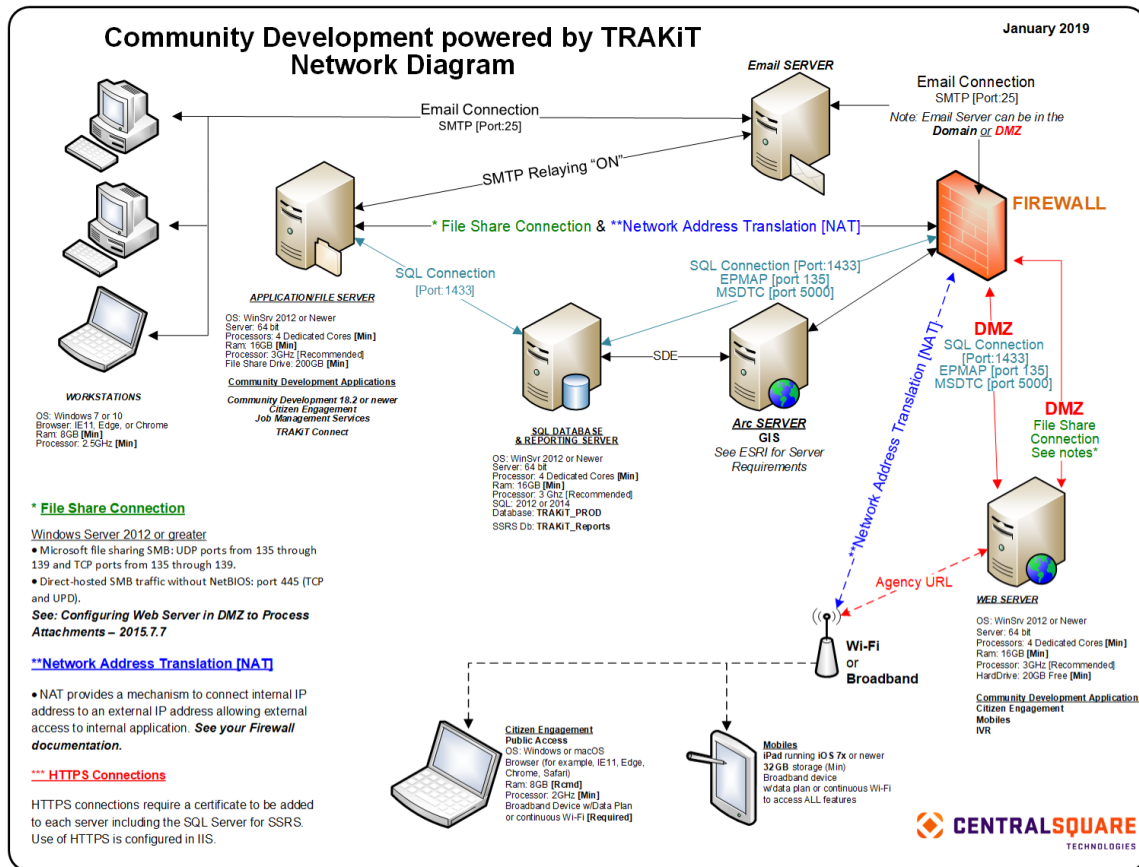 Community Development powered by TRAKiT
Network Diagram
January 2019
Email SERVER
Email Connection
SMTP [Port:25]
Note: Email Server can be in the
Domain or DMZ
Email Connection
SMTP [Port:25]
SMTP Relaying "ON"
FIREWALL
* File Share Connection & **Network Address Translation [NAT]
SQL Connection
[Port:1433]
SQL Connection [Port:1433]
EPMAP [port 135]
MSDTC [port 5000]
APPLICATION/FILE SERVER
OS: WinSrv 2012 or Newer
Server: 64 bit
Processors: 4 Dedicated Cores [Min]
Ram: 16GB [Min]
Processor: 3GHz [Recommended]
File Share Drive: 200GB [Min]
Community Development Applications
Community Development 18.2 or newer
Citizen Engagement
Job Management Services
TRAKiT Connect
SDE
DMZ
SQL Connection
[Port:1433]
EPMAP [port 135]
MSDTC [port 5000]
DMZ
File Share
Connection
See notes*
WORKSTATIONS
OS: Windows 7 or 10
Browser: IE11, Edge, or Chrome
Ram: 8GB [Min]
Processor: 2.5GHz [Min]
SQL DATABASE
& REPORTING SERVER
OS: WinSvr 2012 or Newer
Server: 64 bit
Processor: 4 Dedicated Cores [Min]
Ram: 16GB [Min]
Processor: 3 Ghz [Recommended]
SQL: 2012 or 2014
Database: TRAKiT_PROD
SSRS Db: TRAKiT_Reports
Arc SERVER
GIS
See ESRI for Server
Requirements
**Network Address Translation [NAT]
Agency URL
WEB SERVER
OS: WinSrv 2012 or Newer
Server: 64 bit
Processors: 4 Dedicated Cores [Min]
Ram: 16GB [Min]
Processor: 3GHz [Recommended]
HardDrive: 20GB Free [Min]
Community Development Application
Citizen Engagement
Mobiles
IVR
* File Share Connection
Windows Server 2012 or greater
● Microsoft file sharing SMB: UDP ports from 135 through
139 and TCP ports from 135 through 139.
● Direct-hosted SMB traffic without NetBIOS: port 445 (TCP
and UPD).
See: Configuring Web Server in DMZ to Process
Attachments – 2015.7.7
**Network Address Translation [NAT]
● NAT provides a mechanism to connect internal IP
address to an external IP address allowing external
access to internal application. See your Firewall
documentation.
*** HTTPS Connections
HTTPS connections require a certificate to be added
to each server including the SQL Server for SSRS.
Use of HTTPS is configured in IIS.
Wi-Fi
or
Broadband
Citizen Engagement
Public Access
OS: Windows or macOS
Browser (for example, IE11, Edge,
Chrome, Safari)
Ram: 8GB [Rcmd]
Processor: 2GHz [Min]
Broadband Device w/Data Plan
or continuous Wi-Fi [Required]
Mobiles
iPad running iOS 7x or newer
32GB storage (Min)
Broadband device
w/data plan or continuous Wi-Fi
to access ALL features
CENTRALSQUARE
TECHNOLOGIES